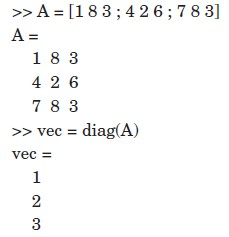 >> A = [1 8 3 ; 4 2 6 ; 7 8 3]
A =
1 8 3
4 2 6
7 8 3
>> vec = diag(A)
vec =
1
2
3